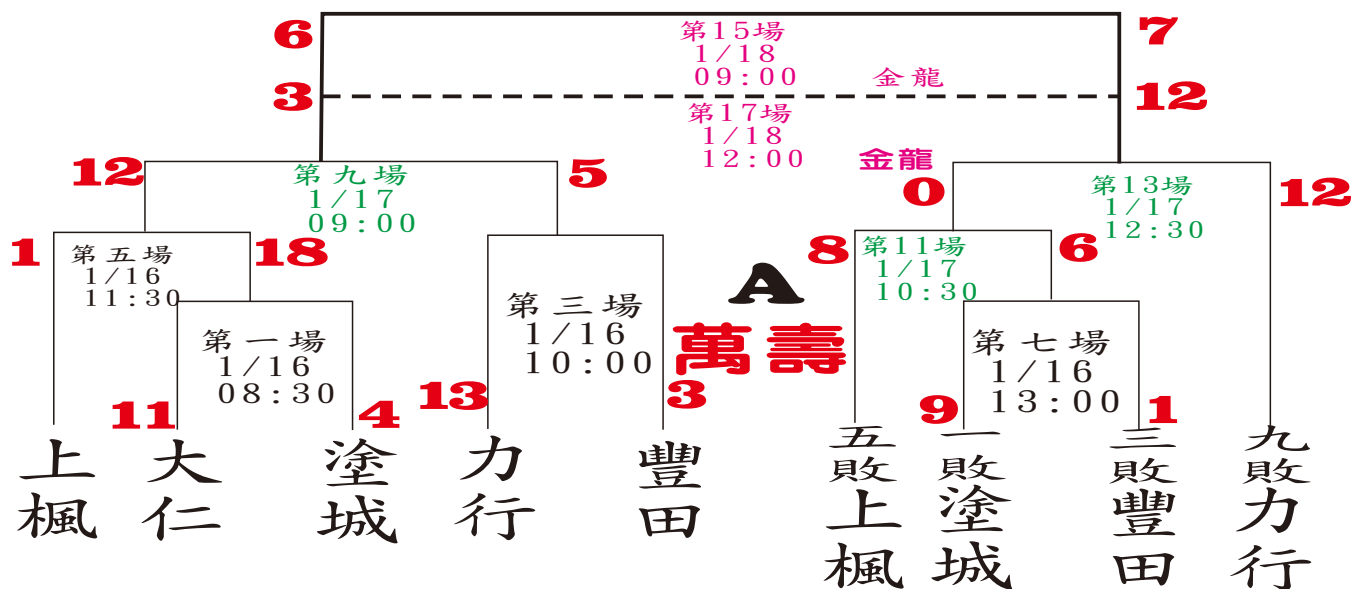 6
第15場
1/18
09:00
7
3
金龍
12
第17場
1/18
12:00
金龍
12
第九場
1/17
09:00
5
0
第13場
1/17
12:30
12
1
第五場
1/16
11:30
18
8
第11場
1/17
10:30
6
A
萬壽
第一場
1/16
08:30
第三場
1/16
10:00
第七場
1/16
13:00
11
4
13
3
9
1
上楓
大仁
塗城
力行
豐田
五敗上楓
一敗塗城
三敗豐田
九敗力行